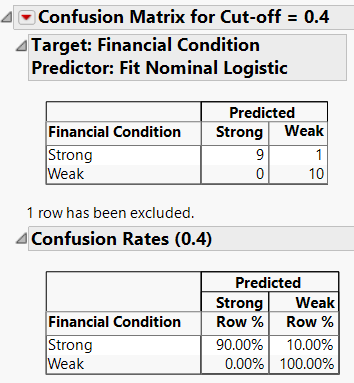 Confusion Matrix for Cut-off = 0.4
Target: Financial Condition
Predictor: Fit Nominal Logistic
Predicted
Financial Condition Strong Weak
Strong 9 1
Weak 0 10
1 row has been excluded.
Confusion Rates (0.4)
Predicted
Strong Weak
Financial Condition Row % Row %
Strong 90.00% 10.00%
Weak 0.00% 100.00%